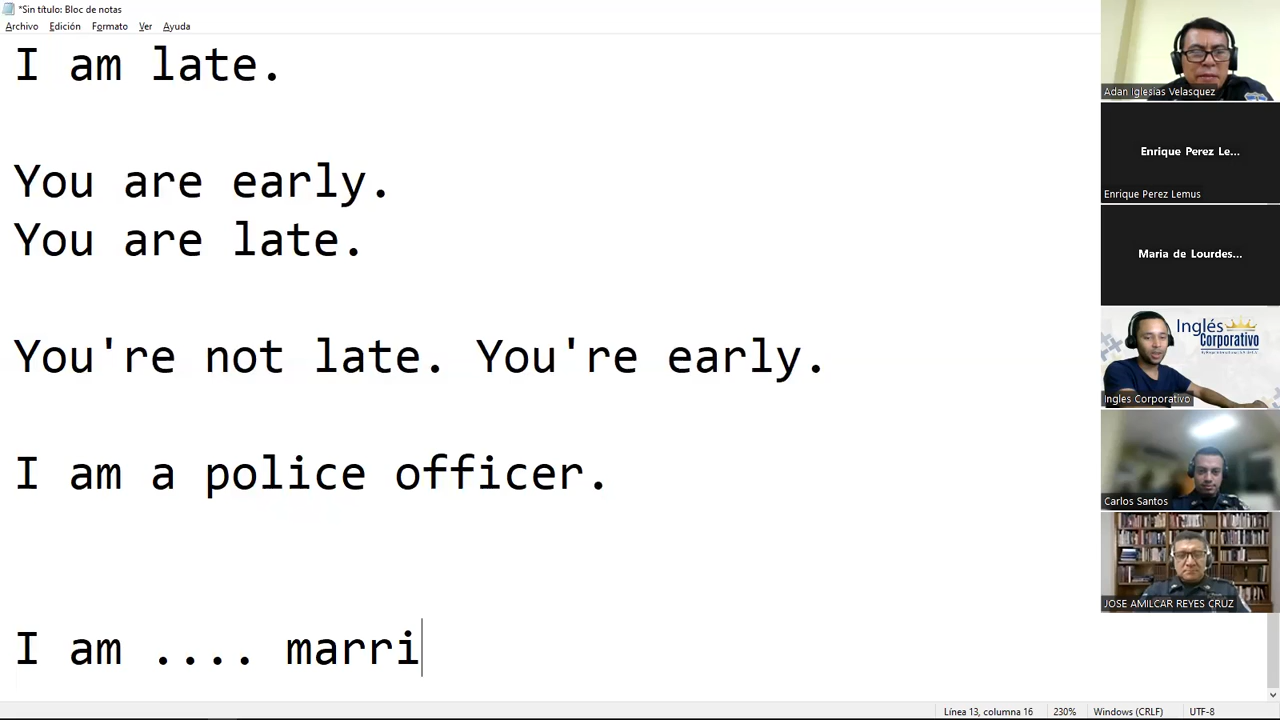 *Sin título: Bloc de notas
Archivo Edición Formato Ver Ayuda
I am late.
You are early.
You are late.
You're not late. You're early.
I am a police officer.
I am .... marri
Línea 13, columna 16 230% Windows (CRLF) UTF-8
Adan Iglesias Velasquez
Enrique Perez Le...
Enrique Perez Lemus
Maria de Lourdes...
Inglés
Corporativo
Ingles Corporativo
Carlos Santos
JOSE AMILCAR REYES CRUZ